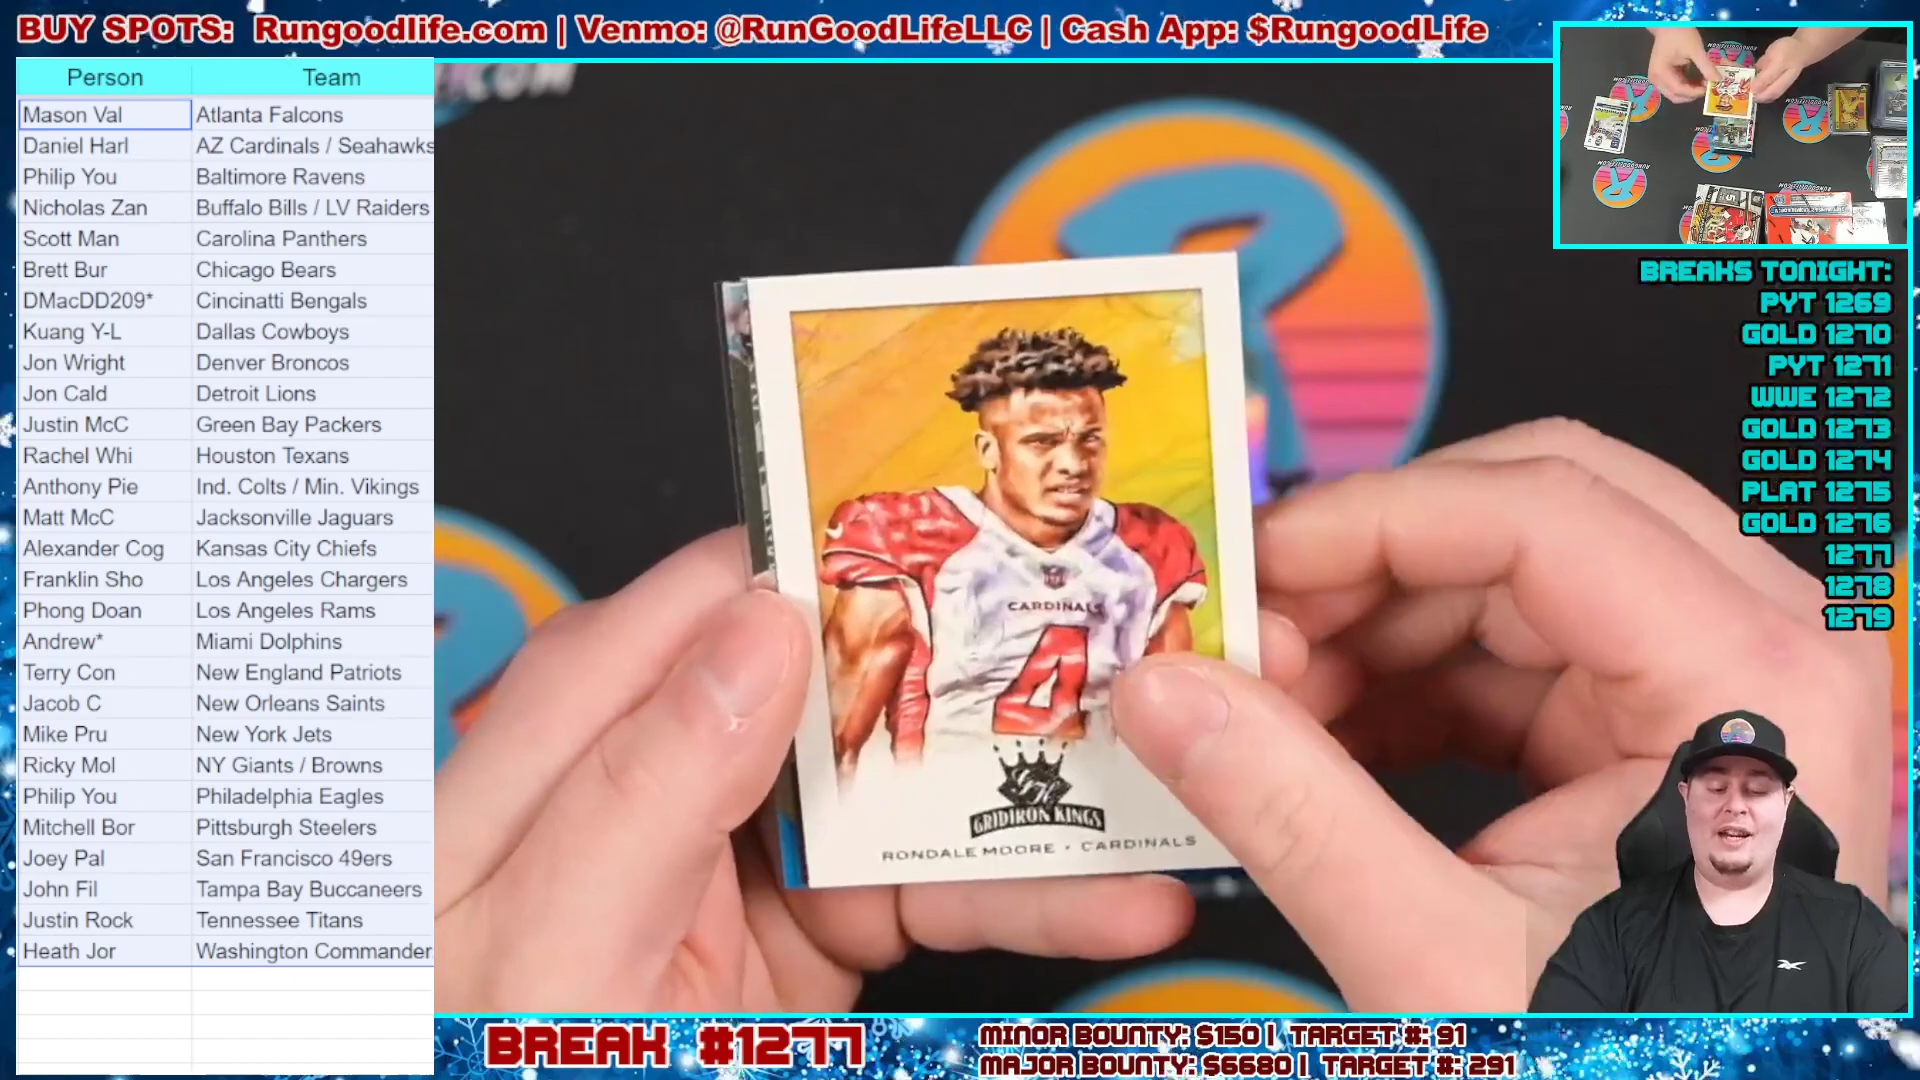 BUY SPOTS: Rungoodlife.com | Venmo: @RunGoodLifeLLC | Cash App: $RungoodLife
Person Team
Mason Val Atlanta Falcons
Daniel Harl AZ Cardinals / Seahawks
Philip You Baltimore Ravens
Nicholas Zan Buffalo Bills / LV Raiders
Scott Man Carolina Panthers
Brett Bur Chicago Bears
DMacDD209* Cincinatti Bengals
Kuang Y-L Dallas Cowboys
Jon Wright Denver Broncos
Jon Cald Detroit Lions
Justin McC Green Bay Packers
Rachel Whi Houston Texans
Anthony Pie Ind. Colts / Min. Vikings
Matt McC Jacksonville Jaguars
Alexander Cog Kansas City Chiefs
Franklin Sho Los Angeles Chargers
Phong Doan Los Angeles Rams
Andrew* Miami Dolphins
Terry Con New England Patriots
Jacob C New Orleans Saints
Mike Pru New York Jets
Ricky Mol NY Giants / Browns
Philip You Philadelphia Eagles
Mitchell Bor Pittsburgh Steelers
Joey Pal San Francisco 49ers
John Fil Tampa Bay Buccaneers
Justin Rock Tennessee Titans
Heath Jor Washington Commander
.COM
CARDINALS
4
GK
GRIDIRON KINGS
RONDALE MOORE • CARDINALS
BREAKS TONIGHT:
PYT 1269
GOLD 1270
PYT 1271
WWE 1272
GOLD 1273
GOLD 1274
PLAT 1275
GOLD 1276
1277
1278
1279
BREAK #1277
MINOR BOUNTY: $150 | TARGET #: 91
MAJOR BOUNTY: $6680 | TARGET #: 291